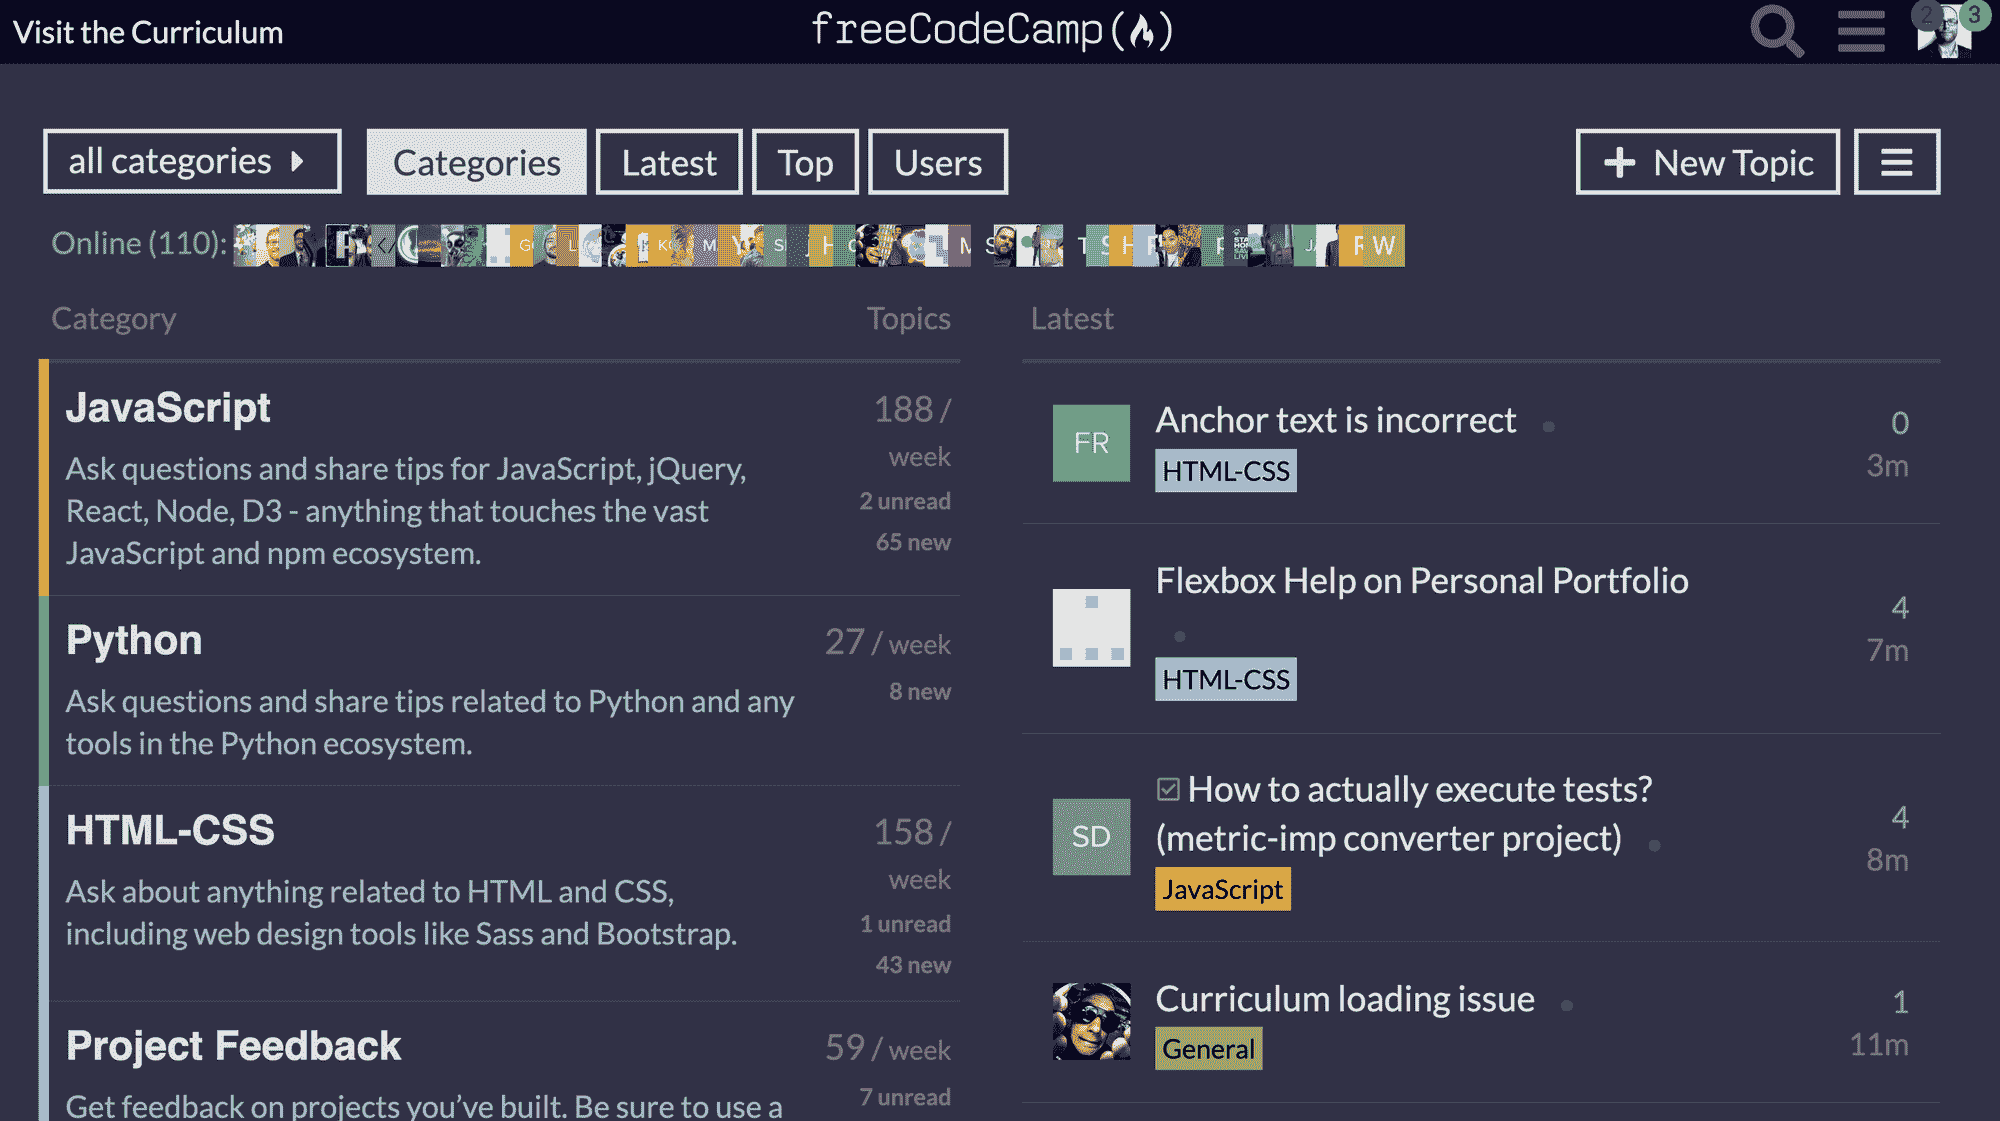 Visit the Curriculum
freeCodeCamp(🔥)
2
3
all categories
Categories
Latest
Top
Users
+ New Topic
Online (110):
Category
Topics
Latest
JavaScript
188 /
week
Ask questions and share tips for JavaScript, jQuery,
React, Node, D3 - anything that touches the vast
JavaScript and npm ecosystem.
2 unread
65 new
Python
27 / week
Ask questions and share tips related to Python and any
tools in the Python ecosystem.
8 new
HTML-CSS
158 /
week
Ask about anything related to HTML and CSS,
including web design tools like Sass and Bootstrap.
1 unread
43 new
Project Feedback
59 / week
Get feedback on projects you've built. Be sure to use a
7 unread
FR
Anchor text is incorrect
HTML-CSS
0
3m
Flexbox Help on Personal Portfolio
HTML-CSS
4
7m
SD
How to actually execute tests?
(metric-imp converter project)
JavaScript
4
8m
Curriculum loading issue
General
1
11m